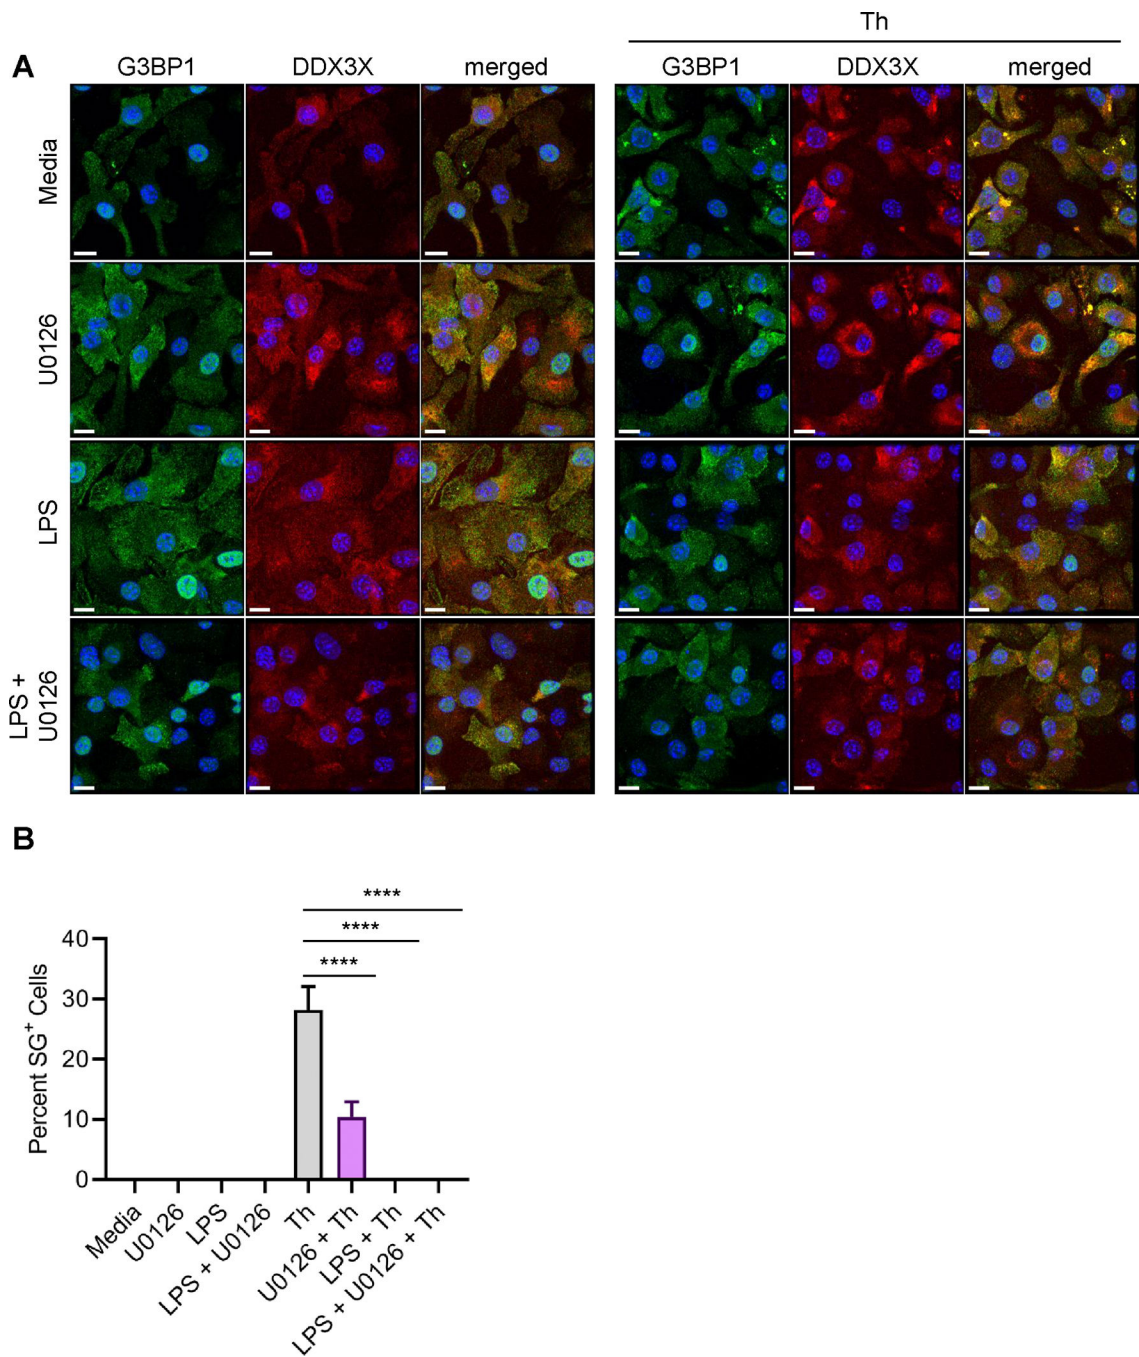 Th
A
G3BP1 DDX3X merged G3BP1 DDX3X merged
Media
U0126
LPS
LPS +
U0126
B
****
****
****
Percent SG+ Cells
40
30
20
10
0
Media
U0126
LPS
LPS + U0126
Th
U0126 + Th
LPS + Th
LPS + U0126 + Th